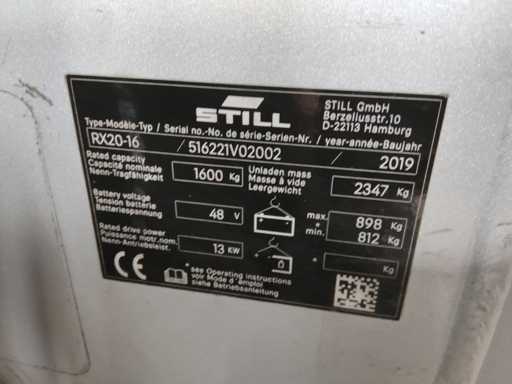 STILL
STILL GmbH
Berzeliusstr.10
D-22113 Hamburg
Type-Modèle-Typ / Serial no.-No. de série-Serien-Nr. / year-année-Baujahr
RX20-16 / 516221V02002 / 2019
Rated capacity
Capacité nominale
Nenn-Tragfähigkeit
1600 Kg
Unladen mass
Masse à vide
Leergewicht
2347 Kg
Battery voltage
Tension batterie
Batteriespannung
48 V
max.
*
min.
898 Kg
812 Kg
Rated drive power
Puissance motr.nom.
Nenn-Antriebsleist.
13 KW
*
Kg
CE
* see Operating instructions
voir Mode d'emploi
siehe Betriebsanleitung